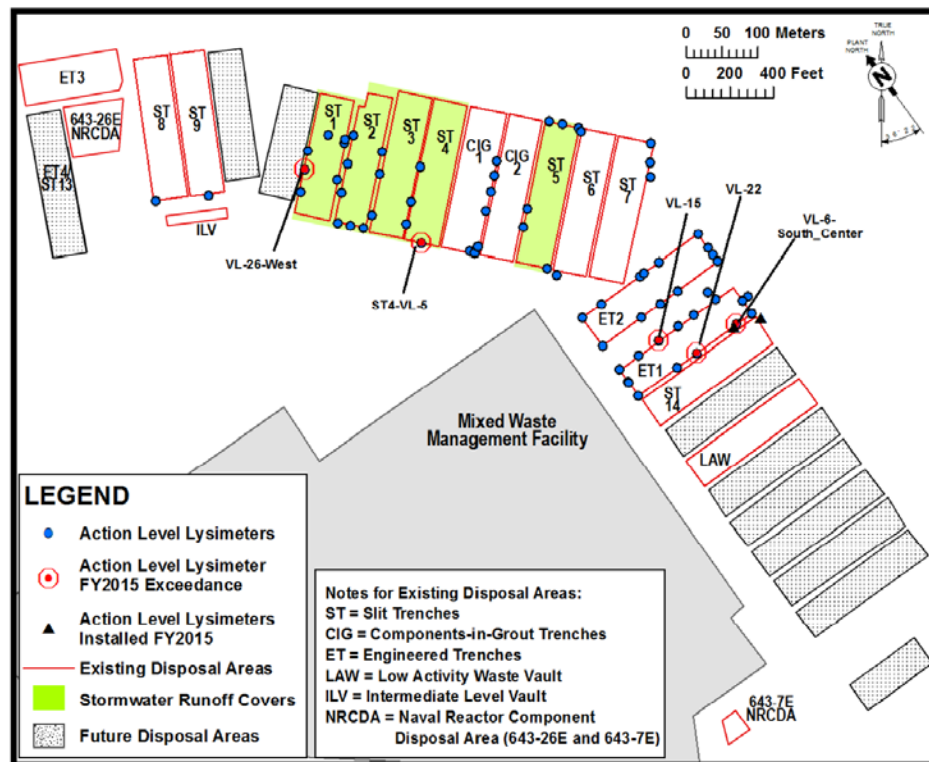 0 50 100 Meters
0 200 400 Feet
TRUE
NORTH
PLANT
NORTH
N
ET3
643-26E
NRCDA
ET4
ST13
ST
8
ST
9
ILV
ST
1
ST
2
ST
3
ST
4
CIG
1
CIG
2
ST
5
ST
6
ST
7
VL-26-West
ST4-VL-5
VL-15
VL-22
VL-6-
South_Center
ET2
ET1
ST
14
LAW
Mixed Waste
Management Facility
643-7E
NRCDA
LEGEND
Action Level Lysimeters
Action Level Lysimeter
FY2015 Exceedance
Action Level Lysimeters
Installed FY2015
Existing Disposal Areas
Stormwater Runoff Covers
Future Disposal Areas
Notes for Existing Disposal Areas:
ST = Slit Trenches
CIG = Components-in-Grout Trenches
ET = Engineered Trenches
LAW = Low Activity Waste Vault
ILV = Intermediate Level Vault
NRCDA = Naval Reactor Component
Disposal Area (643-26E and 643-7E)